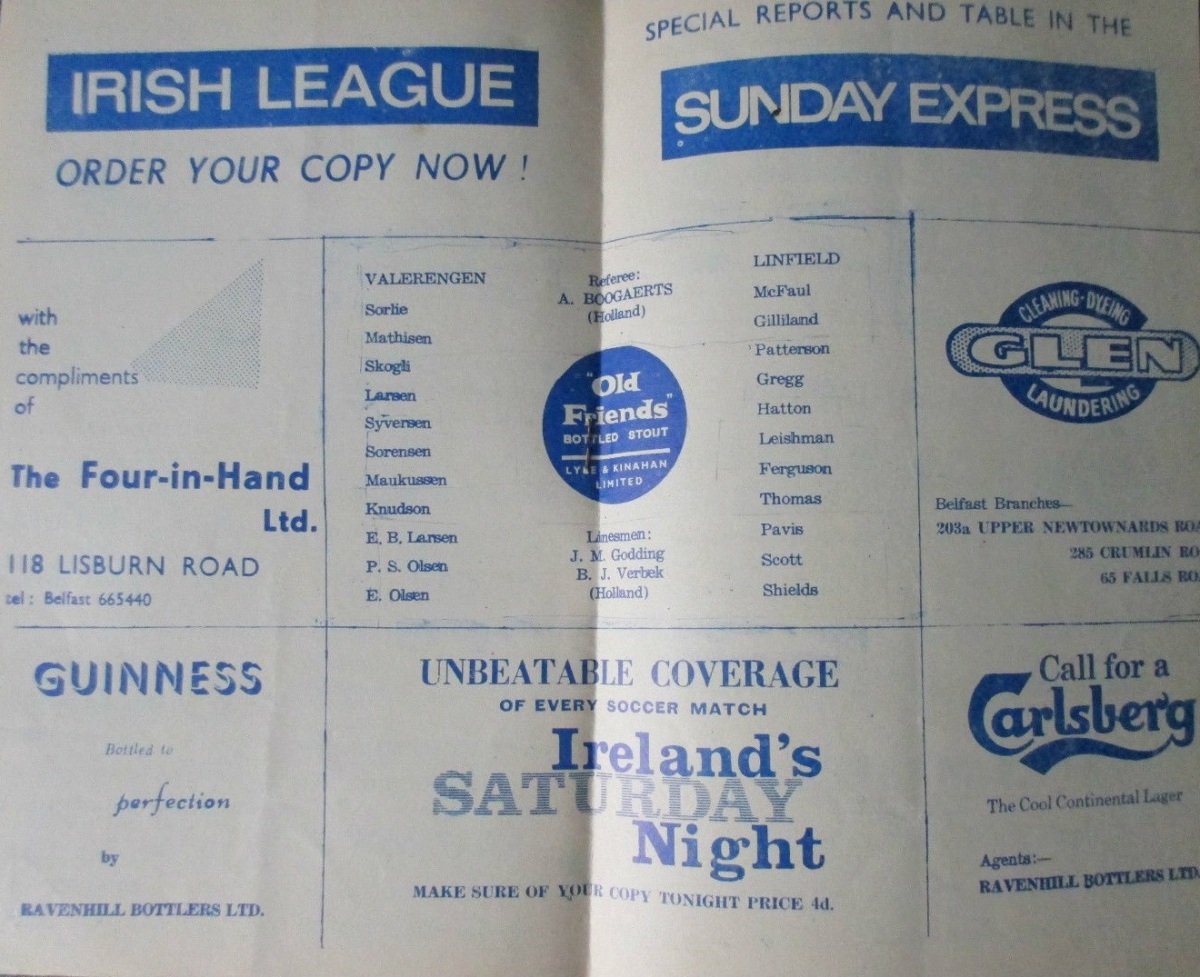 IRISH LEAGUE
ORDER YOUR COPY NOW !
SPECIAL REPORTS AND TABLE IN THE
SUNDAY EXPRESS
with
the
compliments
of
The Four-in-Hand
Ltd.
118 LISBURN ROAD
tel : Belfast 665440
VALERENGEN
Sorlie
Mathisen
Skogli
Larsen
Syversen
Sorensen
Maukussen
Knudson
E. B. Larsen
P. S. Olsen
E. Olsen
Referee:
A. BOOGAERTS
(Holland)
"Old
Friends"
BOTTLED STOUT
LYLE & KINAHAN
LIMITED
Linesmen:
J. M. Godding
B. J. Verbek
(Holland)
LINFIELD
McFaul
Gilliland
Patterson
Gregg
Hatton
Leishman
Ferguson
Thomas
Pavis
Scott
Shields
CLEANING-DYEING
GLEN
LAUNDERING
Belfast Branches—
203a UPPER NEWTOWNARDS ROA
285 CRUMLIN RO
65 FALLS RO
GUINNESS
Bottled to
perfection
by
RAVENHILL BOTTLERS LTD.
UNBEATABLE COVERAGE
OF EVERY SOCCER MATCH
Ireland's
SATURDAY
Night
MAKE SURE OF YOUR COPY TONIGHT PRICE 4d.
Call for a
Carlsberg
The Cool Continental Lager
Agents:—
RAVENHILL BOTTLERS LTD.